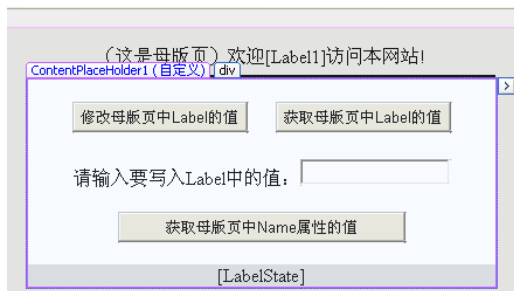 （这是母版页）欢迎[Label1]访问本网站!
ContentPlaceHolder1 (自定义) div
修改母版页中Label的值 获取母版页中Label的值
请输入要写入Label中的值：
获取母版页中Name属性的值
[LabelState]